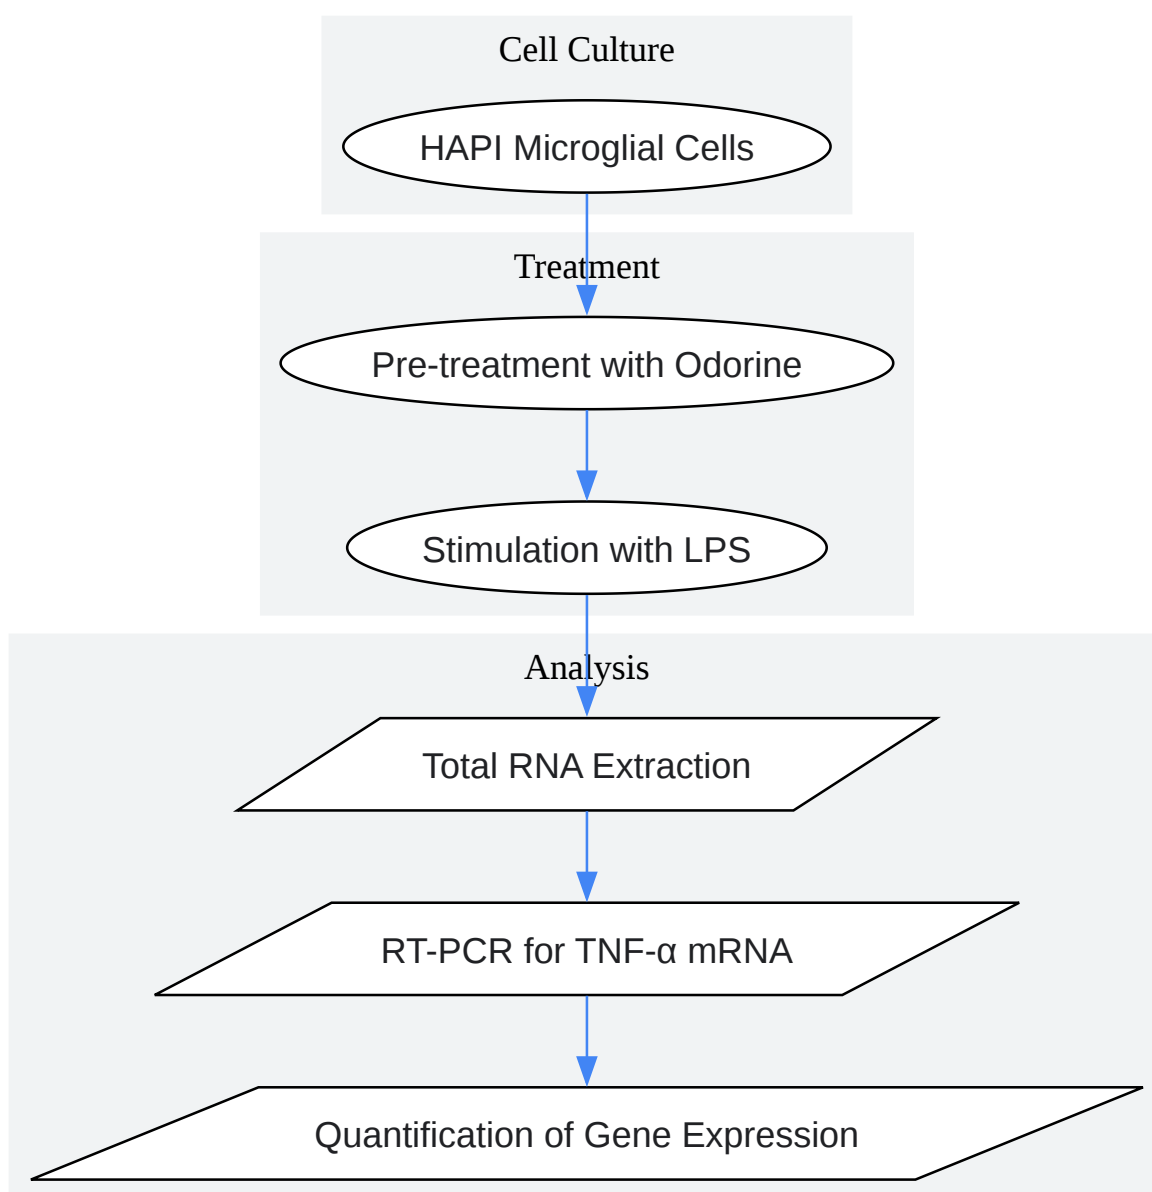 Cell Culture
HAPI Microglial Cells
Treatment
Pre-treatment with Odorine
Stimulation with LPS
Analysis
Total RNA Extraction
RT-PCR for TNF-α mRNA
Quantification of Gene Expression